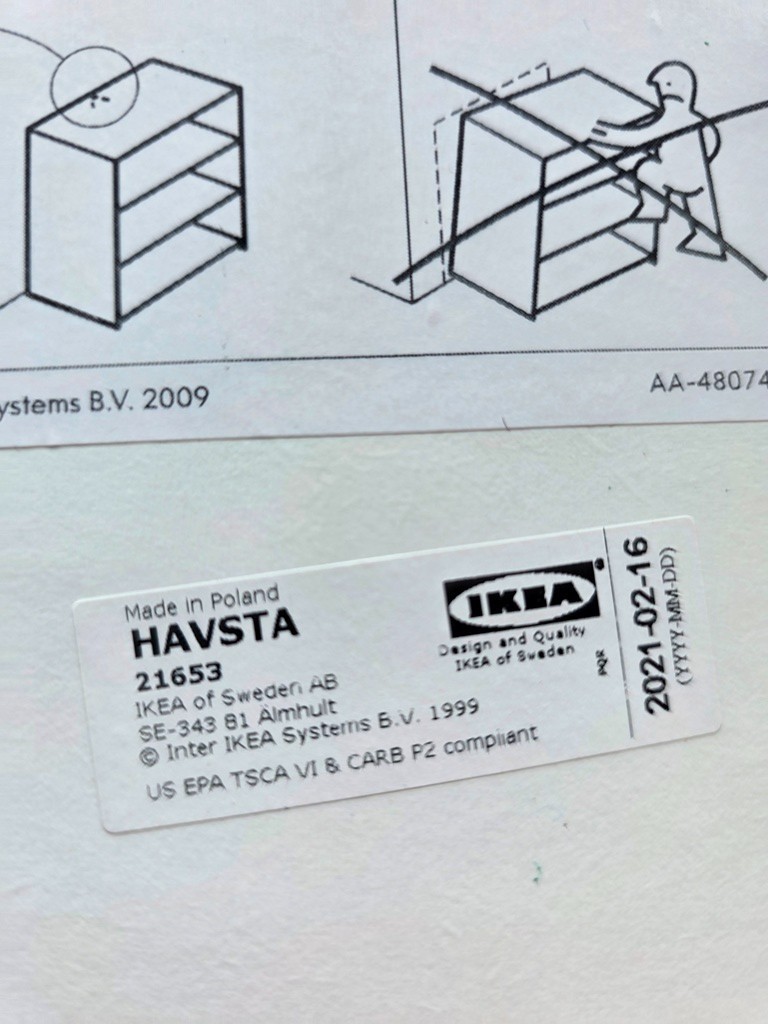 ystems B.V. 2009
AA-48074
Made in Poland
HAVSTA
21653
IKEA of Sweden AB
SE-343 81 Älmhult
© Inter IKEA Systems B.V. 1999
US EPA TSCA VI & CARB P2 compliant
IKEA®
Design and Quality
IKEA of Sweden
PQR
2021-02-16
(YYYY-MM-DD)